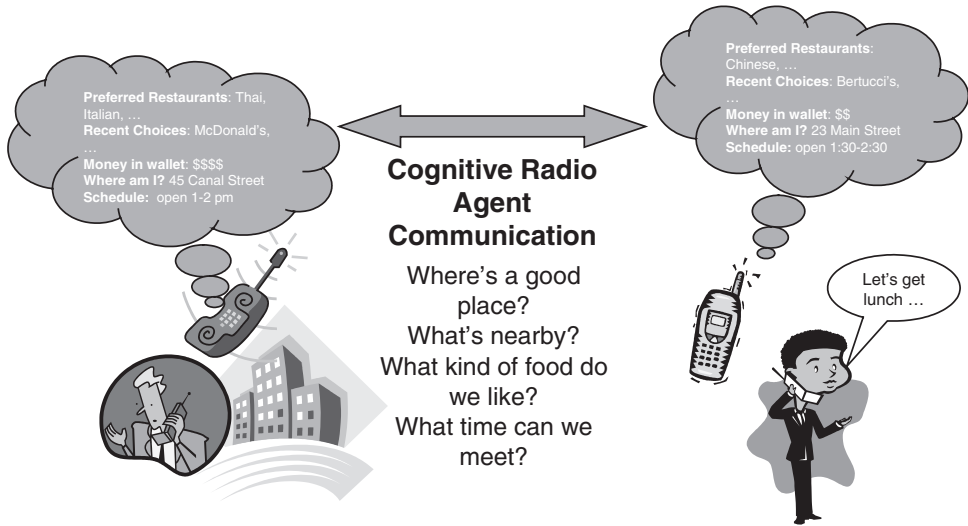 Preferred Restaurants: Thai,
Italian, …
Recent Choices: McDonald's,
…
Money in wallet: $$$$
Where am I? 45 Canal Street
Schedule: open 1-2 pm
Cognitive Radio
Agent
Communication
Where's a good
place?
What's nearby?
What kind of food do
we like?
What time can we
meet?
Preferred Restaurants:
Chinese, …
Recent Choices: Bertucci's,
…
Money in wallet: $$
Where am I? 23 Main Street
Schedule: open 1:30-2:30
Let's get
lunch …